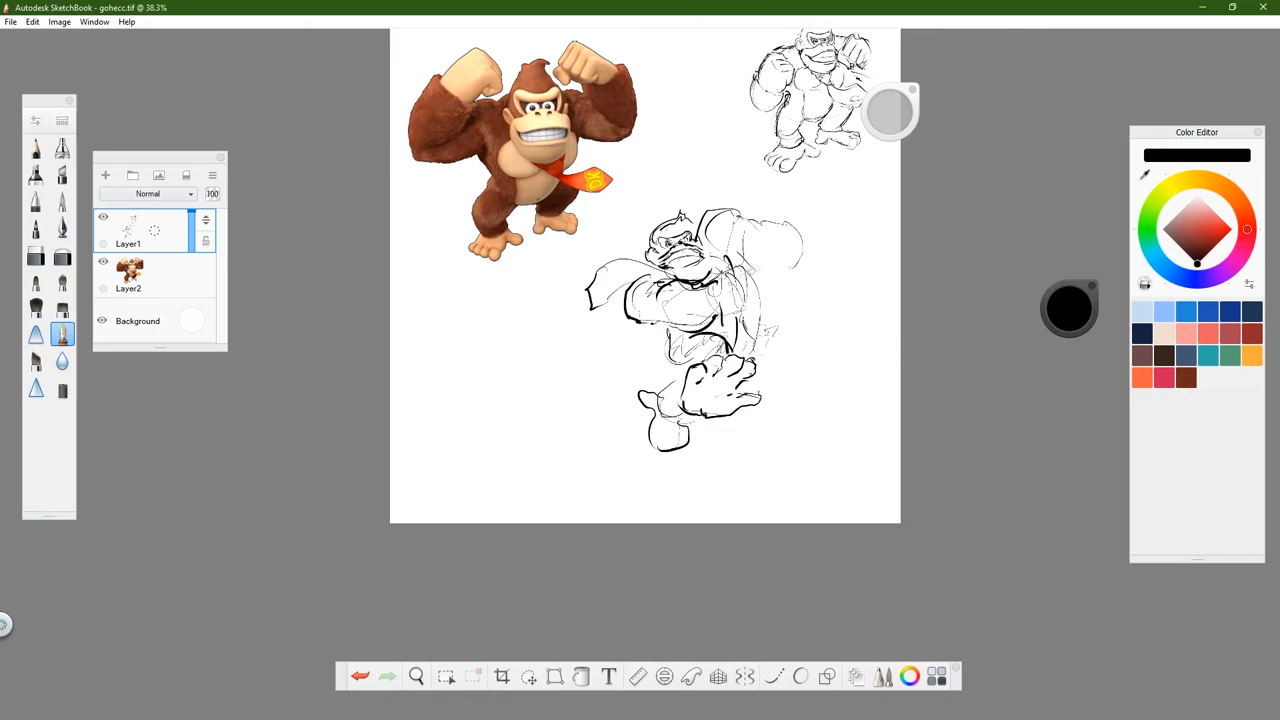 Autodesk SketchBook @ gohecc.tif @ 38.3%
File Edit Image Window Help
Normal 100
Layer1
Layer2
Background
Color Editor
T